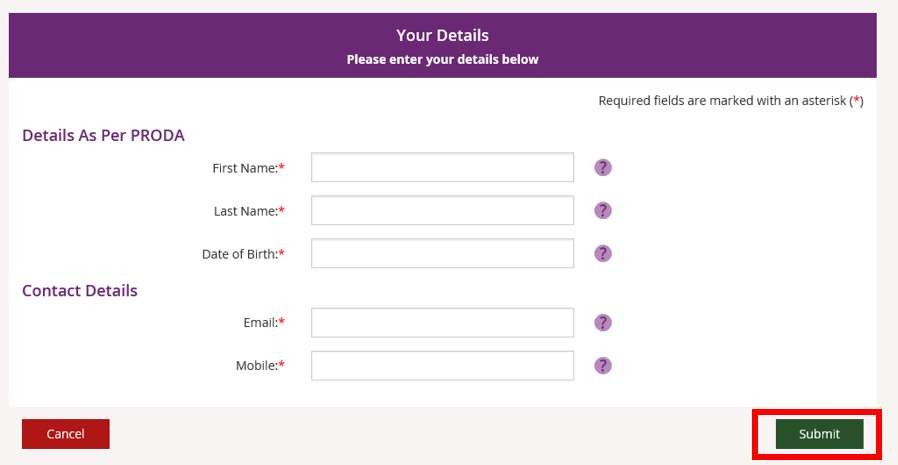 Your Details
Please enter your details below
Required fields are marked with an asterisk (*)
Details As Per PRODA
First Name:* ?
Last Name:* ?
Date of Birth:* ?
Contact Details
Email:* ?
Mobile:* ?
Cancel Submit